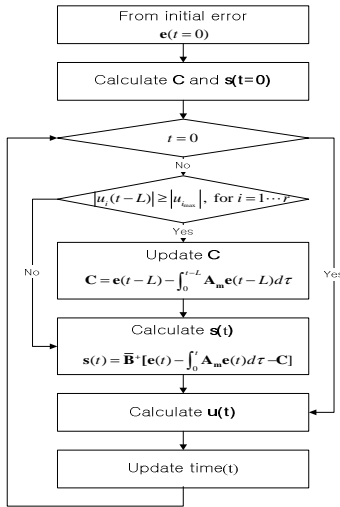 From initial error
e(t = 0)
Calculate C and s(t=0)
t = 0
No
|u_i(t−L)| ≥ |u_{i_max}|, for i = 1⋯r
Yes
Update C
No
Yes
C = e(t−L) − ∫_0^{t−L} A_m e(t−L)dτ
Calculate s(t)
s(t) = B̅⁺[e(t) − ∫_0^t A_m e(t)dτ − C]
Calculate u(t)
Update time(t)